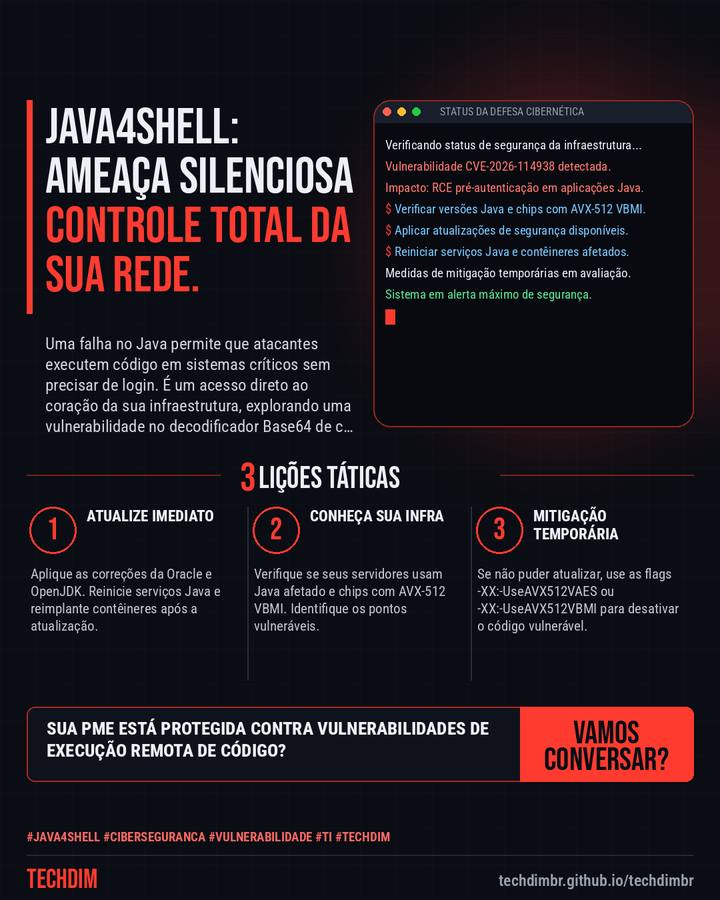 JAVA4SHELL:
AMEAÇA SILENCIOSA
CONTROLE TOTAL DA
SUA REDE.
Uma falha no Java permite que atacantes
executem código em sistemas críticos sem
precisar de login. É um acesso direto ao
coração da sua infraestrutura, explorando uma
vulnerabilidade no decodificador Base64 de c...
STATUS DA DEFESA CIBERNÉTICA
Verificando status de segurança da infraestrutura...
Vulnerabilidade CVE-2026-114938 detectada.
Impacto: RCE pré-autenticação em aplicações Java.
$ Verificar versões Java e chips com AVX-512 VBMI.
$ Aplicar atualizações de segurança disponíveis.
$ Reiniciar serviços Java e contêineres afetados.
Medidas de mitigação temporárias em avaliação.
Sistema em alerta máximo de segurança.
3 LIÇÕES TÁTICAS
1
ATUALIZE IMEDIATO
Aplique as correções da Oracle e
OpenJDK. Reinicie serviços Java e
reimplante contêineres após a
atualização.
2
CONHEÇA SUA INFRA
Verifique se seus servidores usam
Java afetado e chips com AVX-512
VBMI. Identifique os pontos
vulneráveis.
3
MITIGAÇÃO
TEMPORÁRIA
Se não puder atualizar, use as flags
-XX:-UseAVX512VAES ou
-XX:-UseAVX512VBMI para desativar
o código vulnerável.
SUA PME ESTÁ PROTEGIDA CONTRA VULNERABILIDADES DE
EXECUÇÃO REMOTA DE CÓDIGO?
VAMOS
CONVERSAR?
#JAVA4SHELL #CIBERSEGURANCA #VULNERABILIDADE #TI #TECHDIM
TECHDIM
techdimbr.github.io/techdimbr